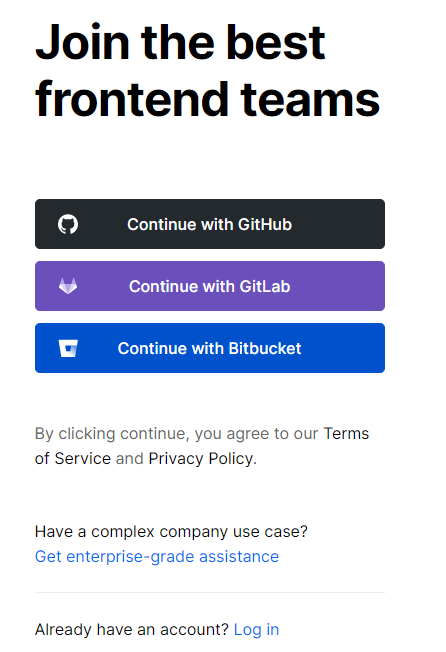 Join the best
frontend teams
Continue with GitHub
Continue with GitLab
Continue with Bitbucket
By clicking continue, you agree to our Terms
of Service and Privacy Policy.
Have a complex company use case?
Get enterprise-grade assistance
Already have an account? Log in